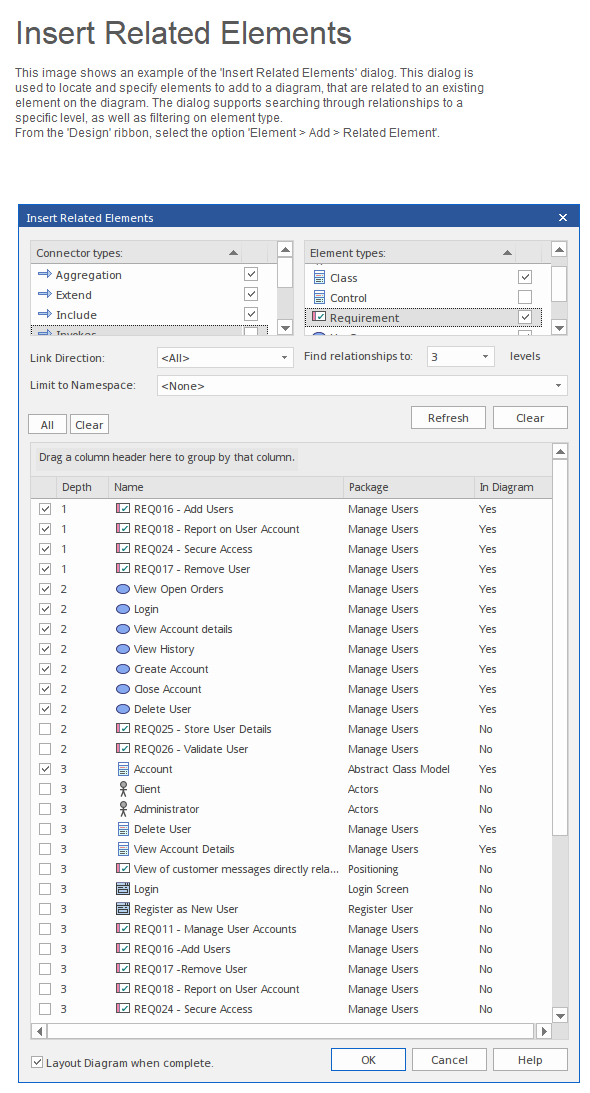 Insert Related Elements
This image shows an example of the 'Insert Related Elements' dialog. This dialog is
used to locate and specify elements to add to a diagram, that are related to an existing
element on the diagram. The dialog supports searching through relationships to a
specific level, as well as filtering on element type.
From the 'Design' ribbon, select the option 'Element > Add > Related Element'.
Insert Related Elements
Connector types:
Aggregation
Extend
Include
Invokes
Element types:
Class
Control
Requirement
Link Direction: <All> Find relationships to: 3 levels
Limit to Namespace: <None>
All Clear Refresh Clear
Drag a column header here to group by that column.
Depth Name Package In Diagram
1 REQ016 - Add Users Manage Users Yes
1 REQ018 - Report on User Account Manage Users Yes
1 REQ024 - Secure Access Manage Users Yes
1 REQ017 - Remove User Manage Users Yes
2 View Open Orders Manage Users Yes
2 Login Manage Users Yes
2 View Account details Manage Users Yes
2 View History Manage Users Yes
2 Create Account Manage Users Yes
2 Close Account Manage Users Yes
2 Delete User Manage Users Yes
2 REQ025 - Store User Details Manage Users No
2 REQ026 - Validate User Manage Users No
3 Account Abstract Class Model Yes
3 Client Actors No
3 Administrator Actors No
3 Delete User Manage Users Yes
3 View Account Details Manage Users Yes
3 View of customer messages directly rela... Positioning No
3 Login Login Screen No
3 Register as New User Register User No
3 REQ011 - Manage User Accounts Manage Users No
3 REQ016 -Add Users Manage Users No
3 REQ017 -Remove User Manage Users No
3 REQ018 - Report on User Account Manage Users No
3 REQ024 - Secure Access Manage Users No
Layout Diagram when complete. OK Cancel Help